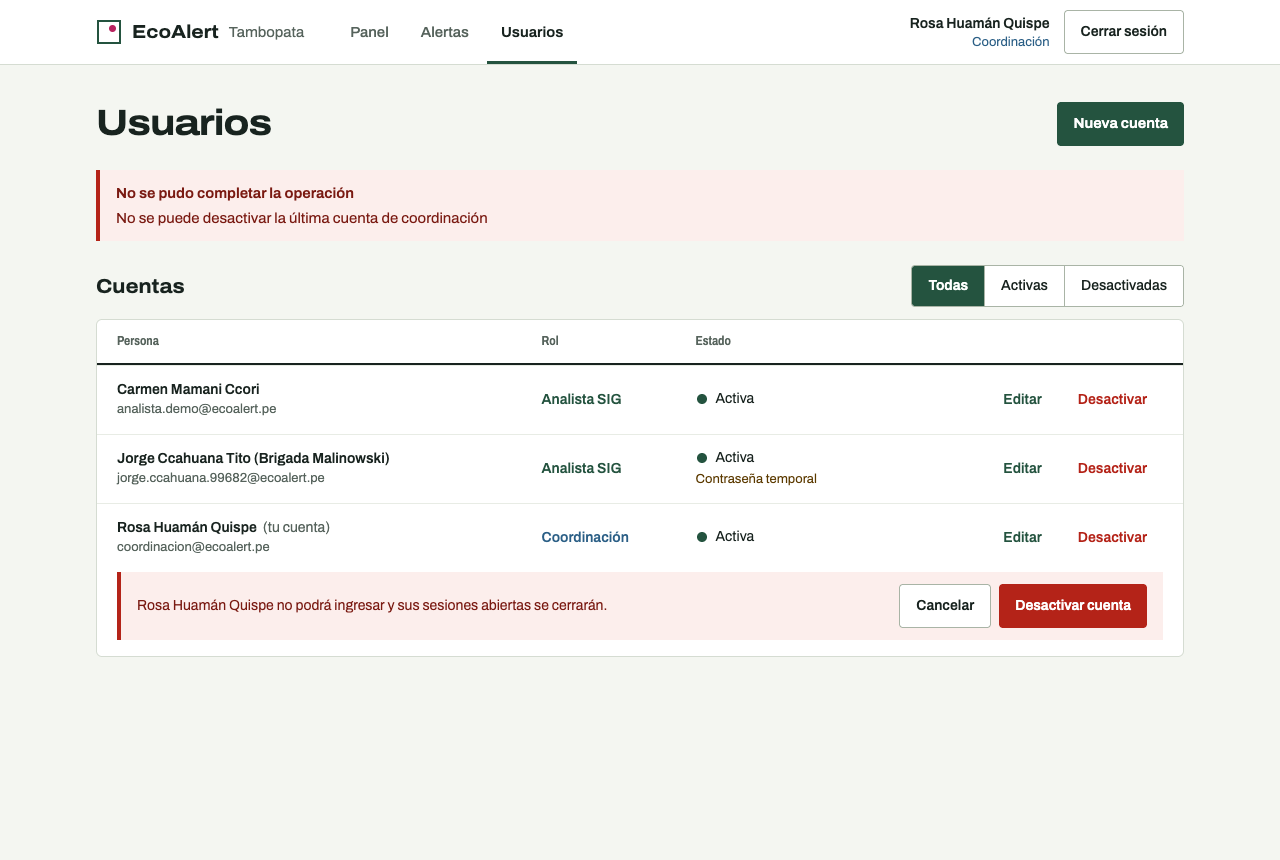 EcoAlert Tambopata Panel Alertas Usuarios
Rosa Huamán Quispe
Coordinación
Cerrar sesión
Usuarios
Nueva cuenta
No se pudo completar la operación
No se puede desactivar la última cuenta de coordinación
Cuentas
Todas Activas Desactivadas
Persona Rol Estado
Carmen Mamani Ccori
analista.demo@ecoalert.pe
Analista SIG Activa Editar Desactivar
Jorge Ccahuana Tito (Brigada Malinowski)
jorge.ccahuana.99682@ecoalert.pe
Analista SIG Activa
Contraseña temporal
Editar Desactivar
Rosa Huamán Quispe (tu cuenta)
coordinacion@ecoalert.pe
Coordinación Activa Editar Desactivar
Rosa Huamán Quispe no podrá ingresar y sus sesiones abiertas se cerrarán.
Cancelar Desactivar cuenta